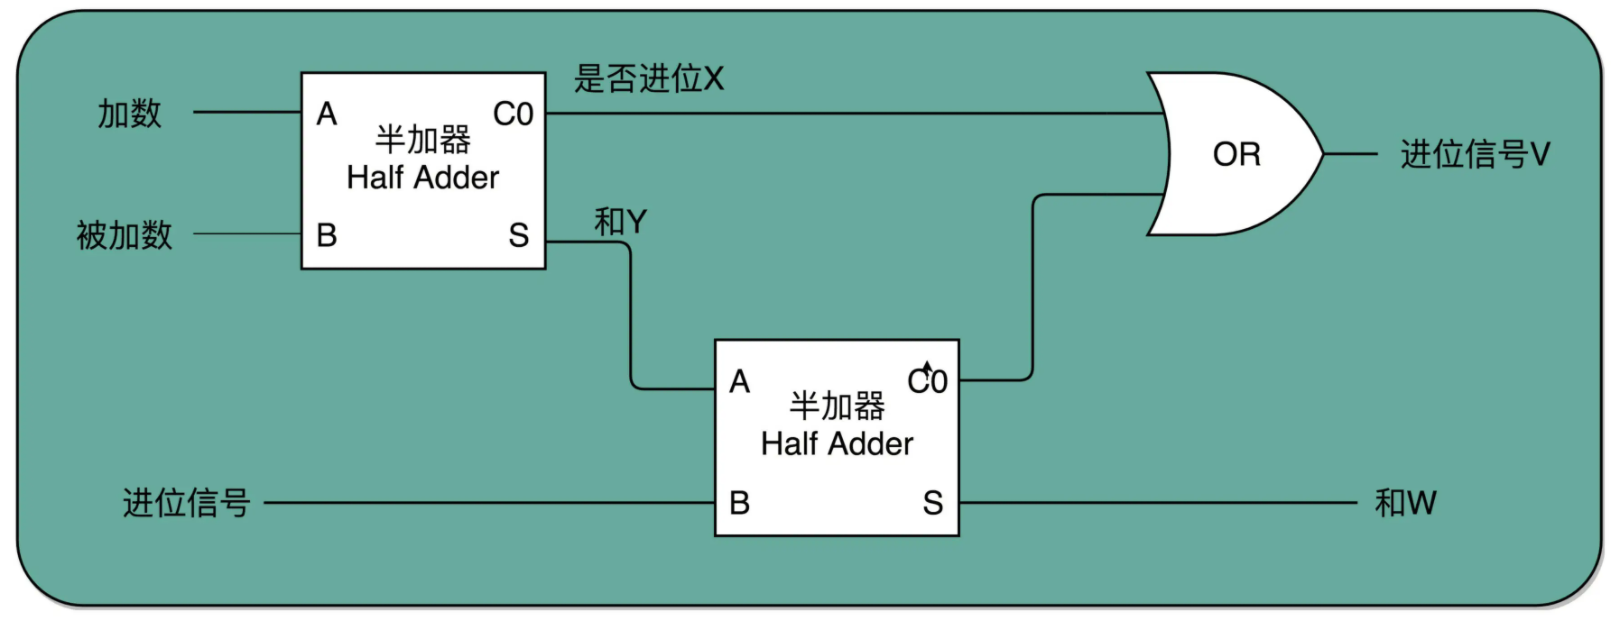 是否进位X
加数
A
C0
半加器
Half Adder
OR
进位信号V
被加数
B
S
和Y
A
C0
半加器
Half Adder
进位信号
B
S
和W